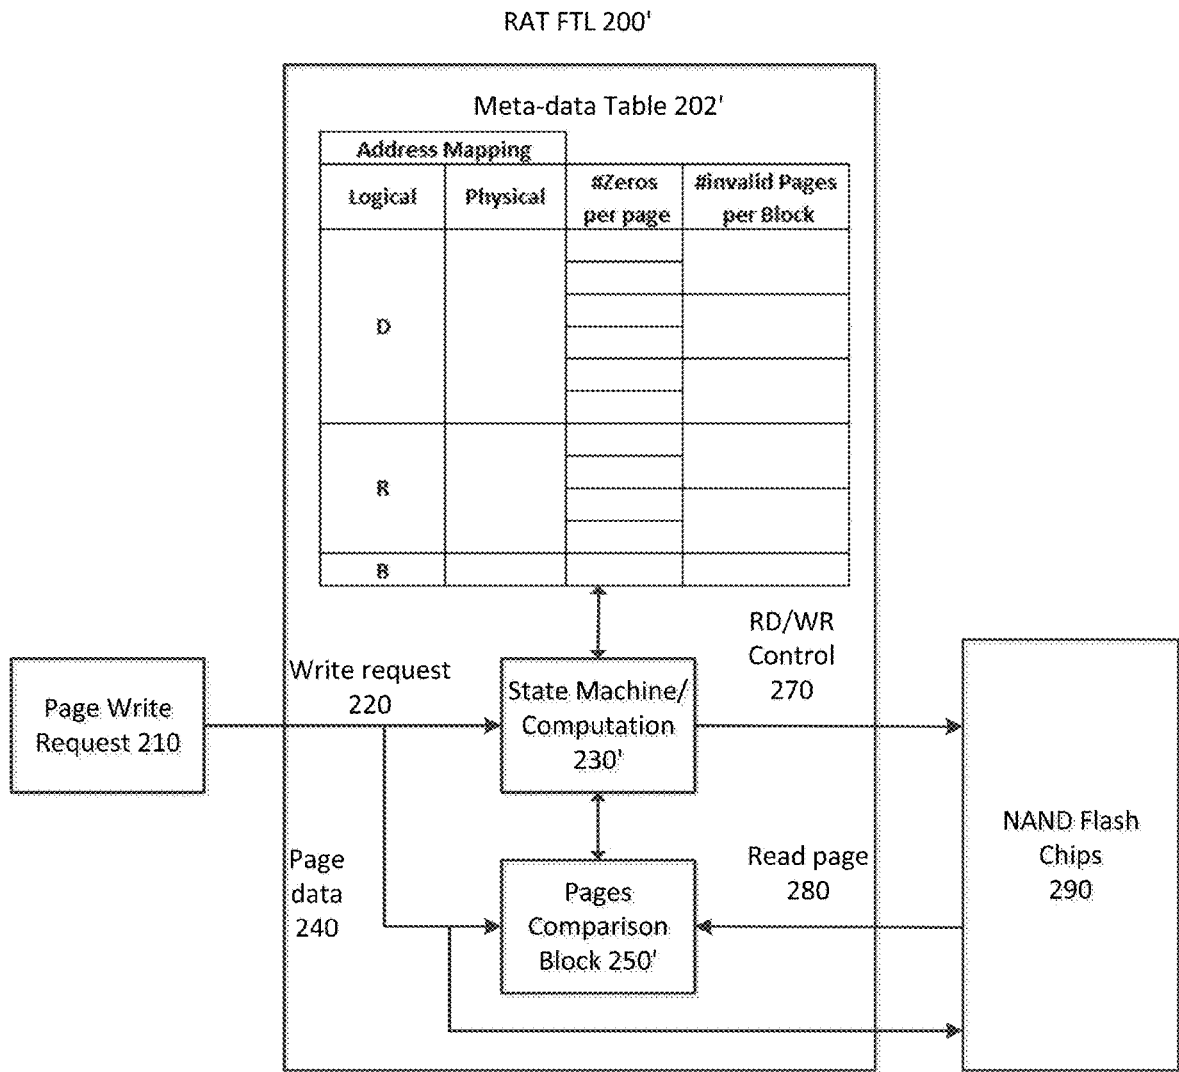 RAT FTL 200'
Meta-data Table 202'
Address Mapping
Logical
Physical
#Zeros
per page
#invalid Pages
per Block
D
R
B
RD/WR
Control
270
Write request
220
Page Write
Request 210
State Machine/
Computation
230'
NAND Flash
Chips
290
Page
data
240
Read page
280
Pages
Comparison
Block 250'